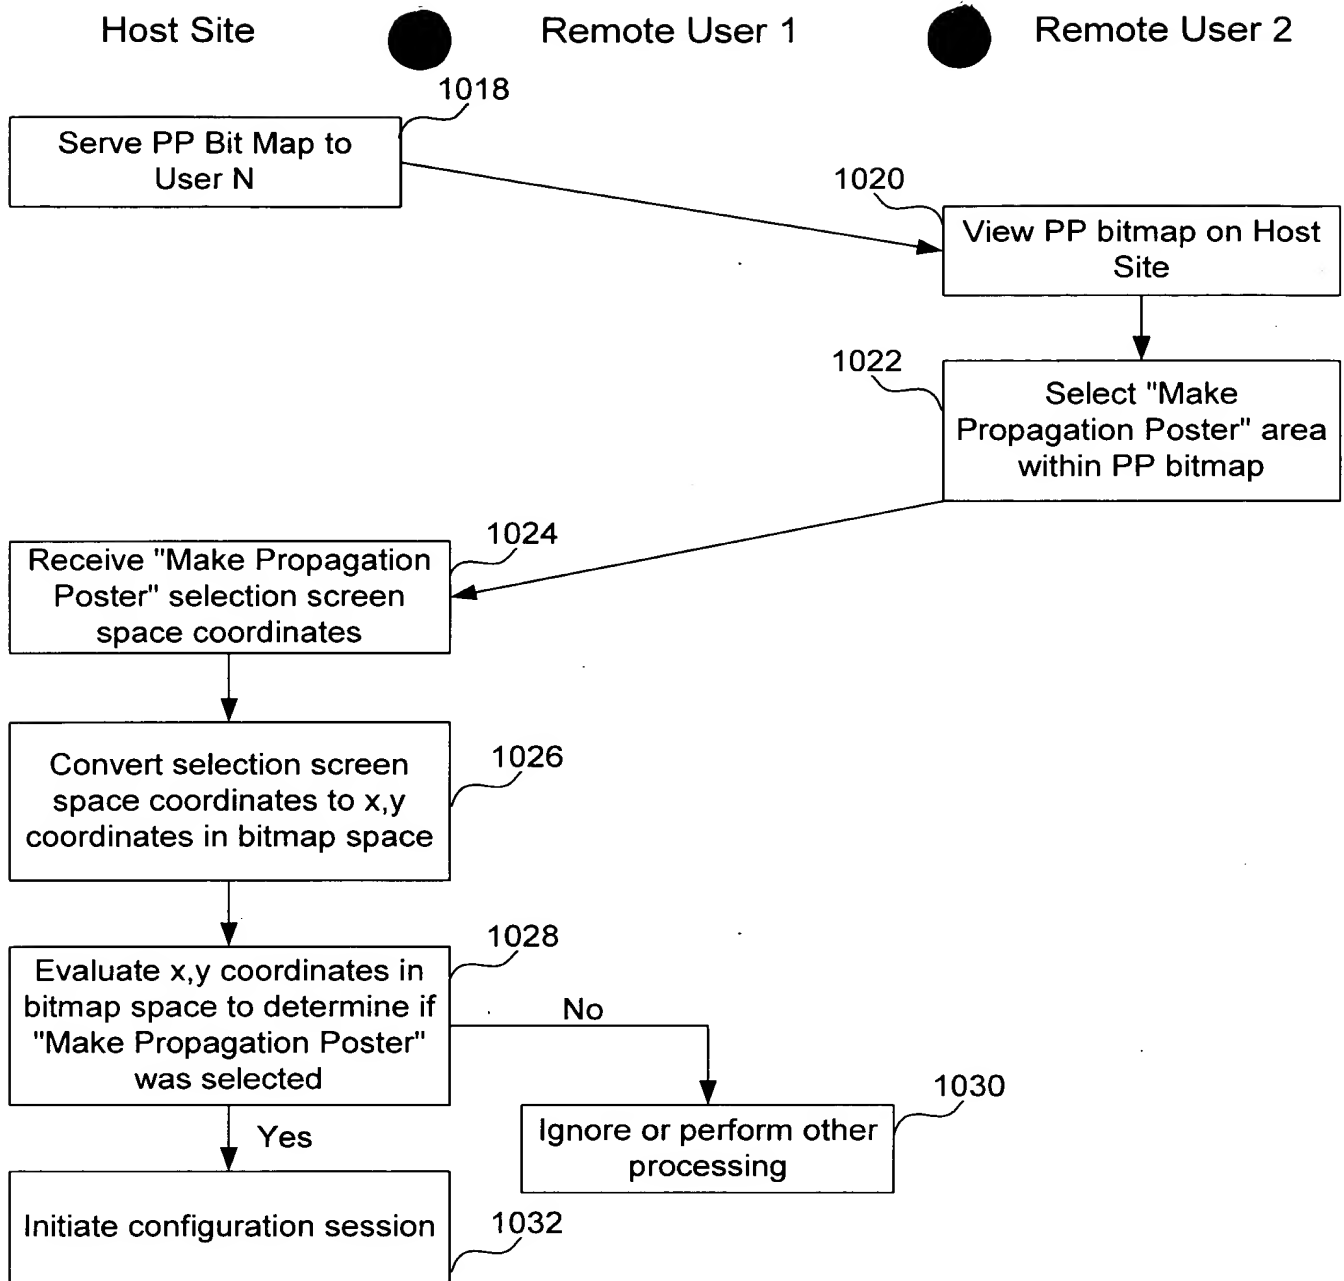 Host Site
Remote User 1
Remote User 2
1018
Serve PP Bit Map to
User N
1020
View PP bitmap on Host
Site
1022
Select "Make
Propagation Poster" area
within PP bitmap
1024
Receive "Make Propagation
Poster" selection screen
space coordinates
1026
Convert selection screen
space coordinates to x,y
coordinates in bitmap space
1028
Evaluate x,y coordinates in
bitmap space to determine if
"Make Propagation Poster"
was selected
No
1030
Ignore or perform other
processing
Yes
1032
Initiate configuration session